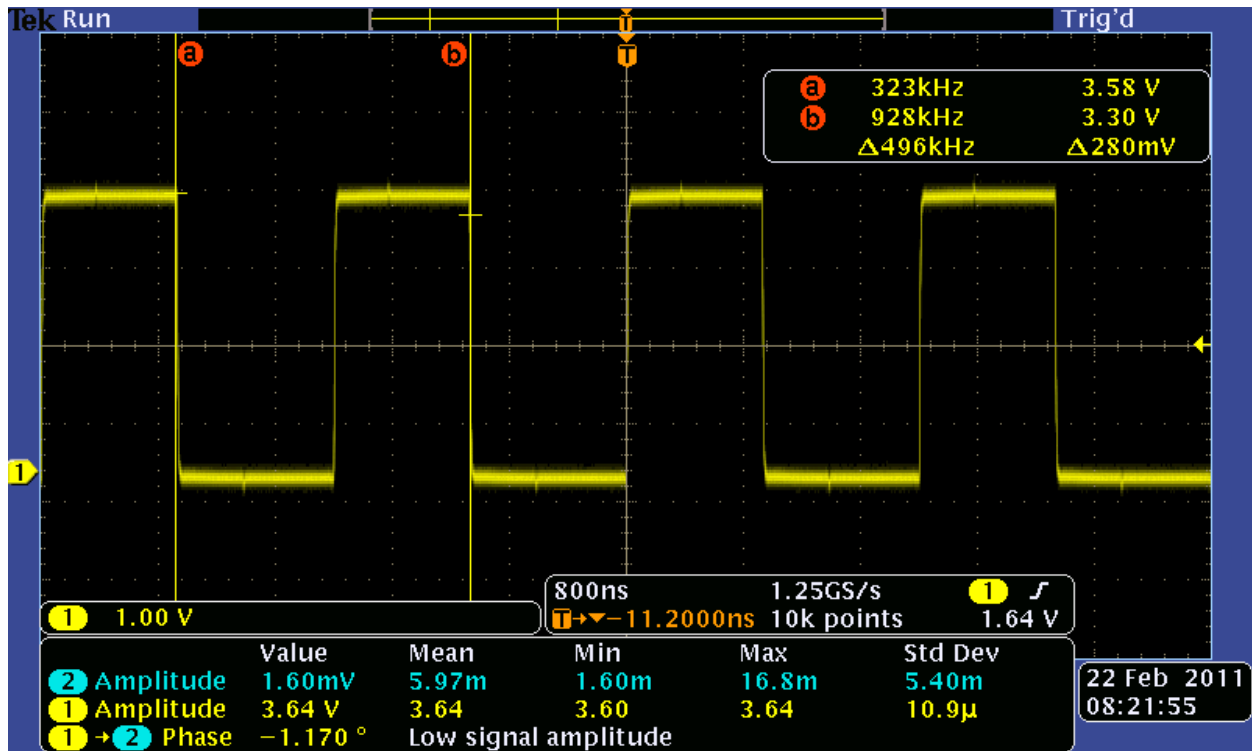 Tek Run T Trig'd
a b T
a 323kHz 3.58 V
b 928kHz 3.30 V
Δ496kHz Δ280mV
1
1 1.00 V
800ns 1.25GS/s 1
T→▼−11.2000ns 10k points 1.64 V
Value Mean Min Max Std Dev
2 Amplitude 1.60mV 5.97m 1.60m 16.8m 5.40m
1 Amplitude 3.64 V 3.64 3.60 3.64 10.9µ
1 → 2 Phase −1.170 ° Low signal amplitude
22 Feb 2011
08:21:55